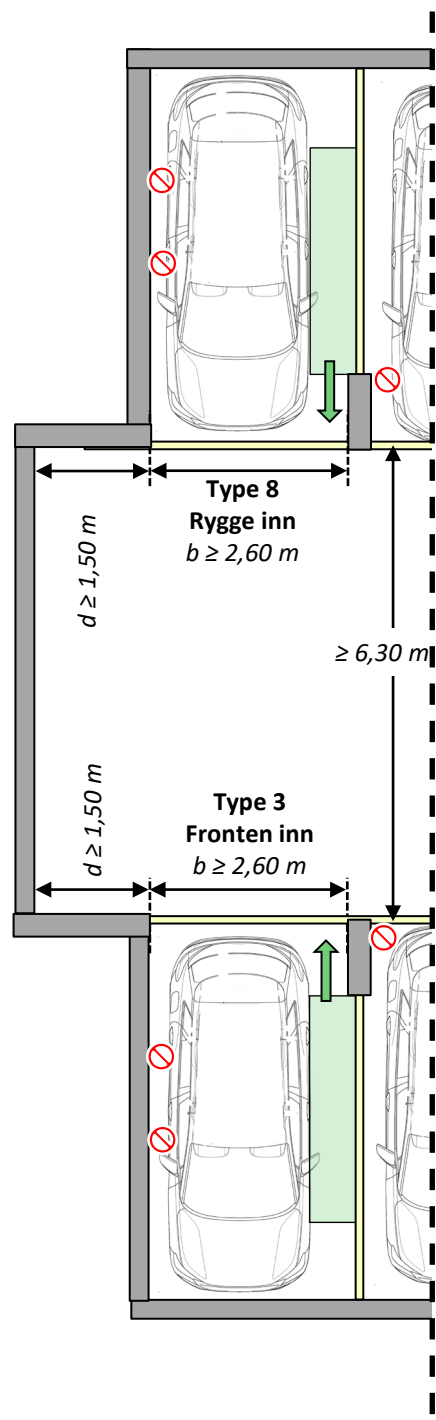 Type 8
Rygge inn
b ≥ 2,60 m
d ≥ 1,50 m
≥ 6,30 m
d ≥ 1,50 m
Type 3
Fronten inn
b ≥ 2,60 m